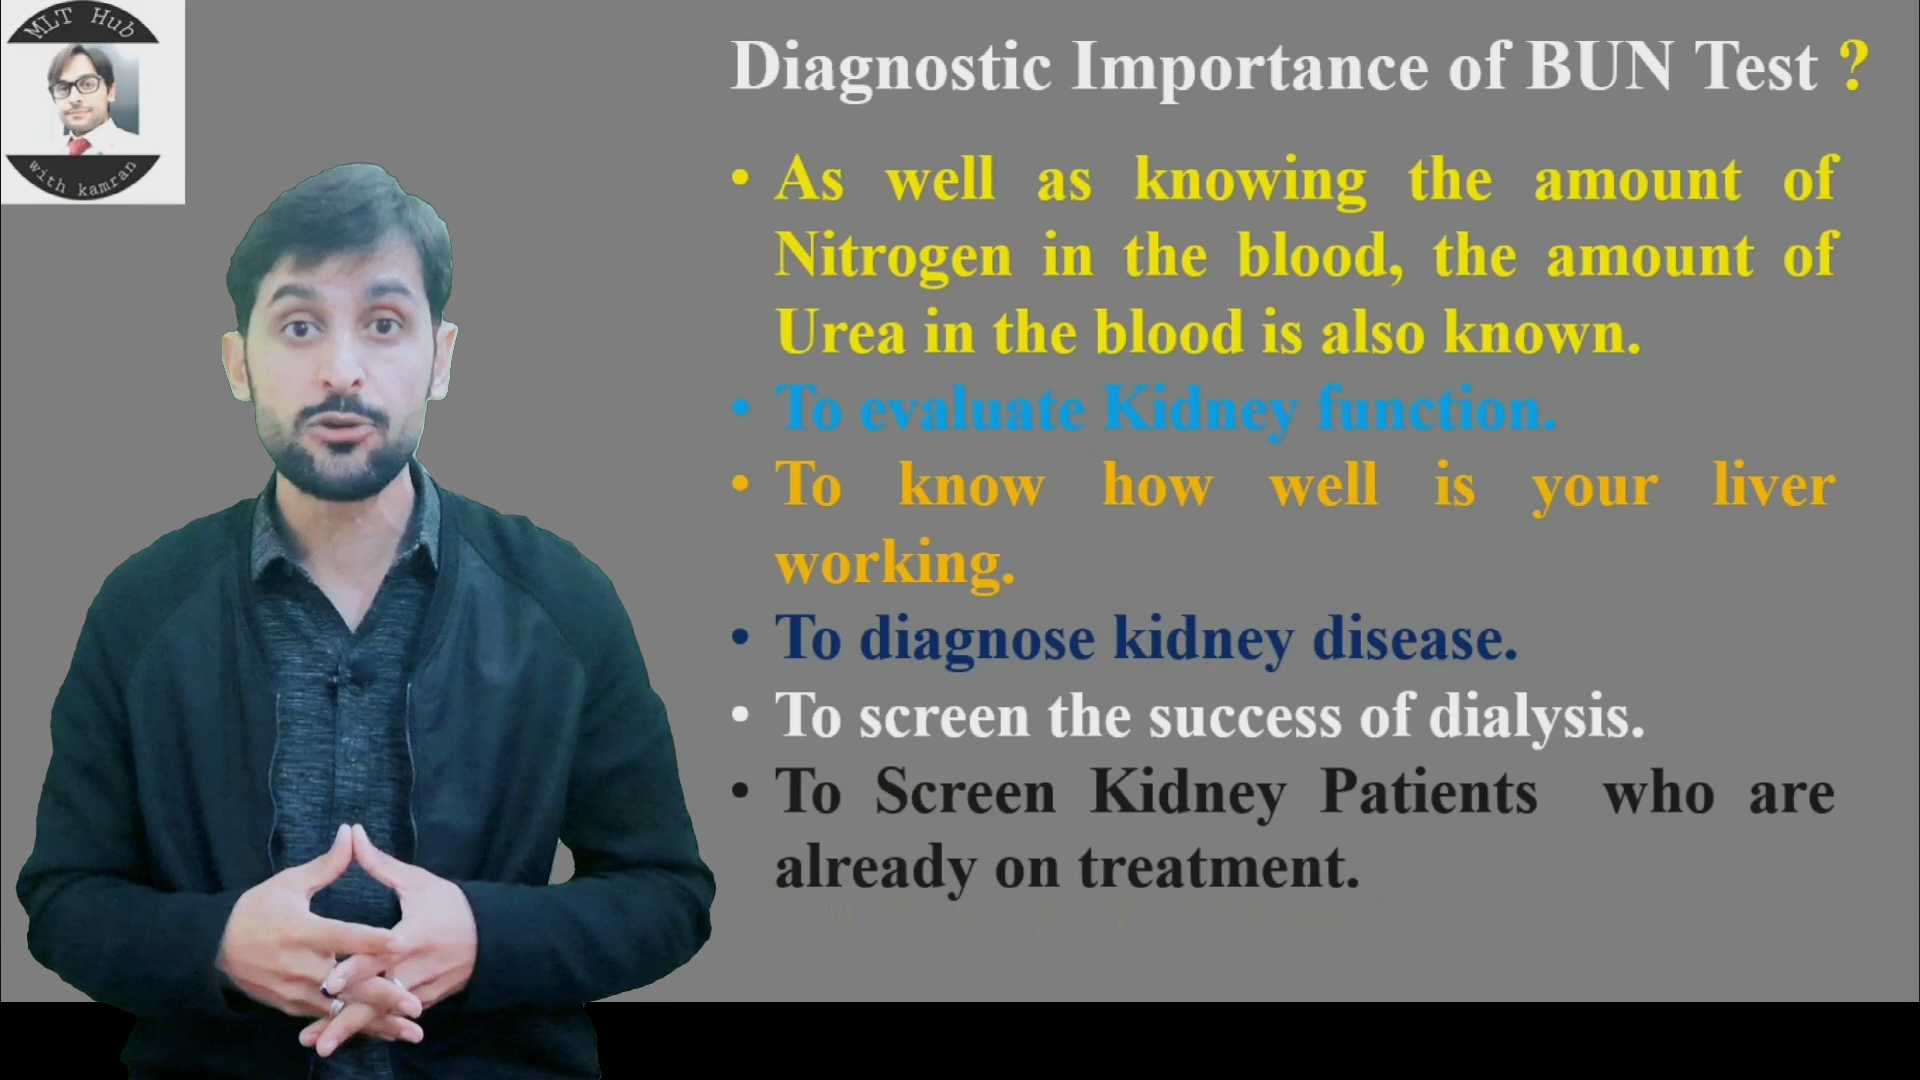 MLT Hub
with kamran
Diagnostic Importance of BUN Test ?
• As well as knowing the amount of
Nitrogen in the blood, the amount of
Urea in the blood is also known.
• To evaluate Kidney function.
• To know how well is your liver
working.
• To diagnose kidney disease.
• To screen the success of dialysis.
• To Screen Kidney Patients who are
already on treatment.